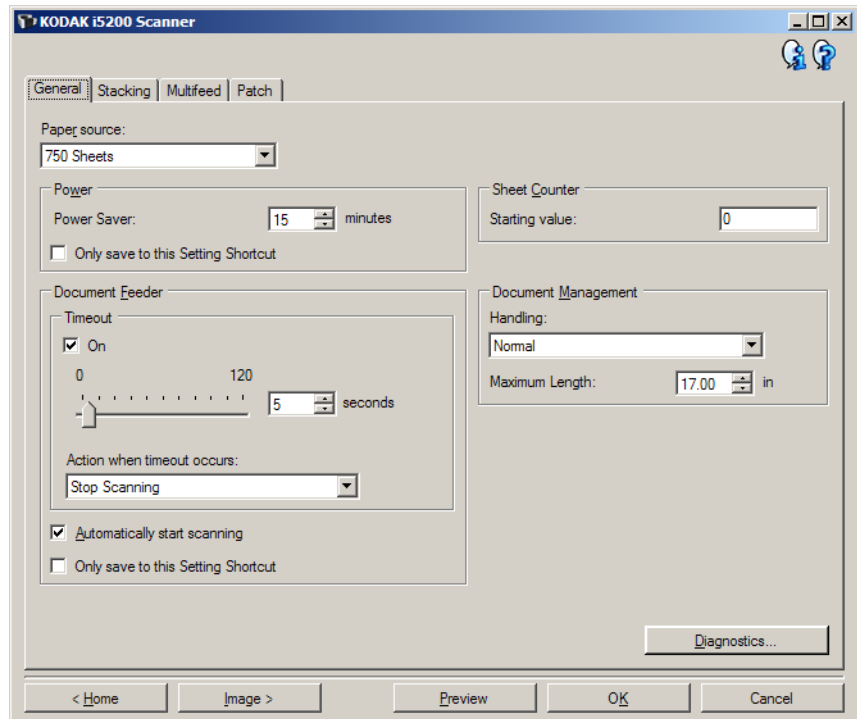 KODAK i5200 Scanner
General Stacking Multifeed Patch
Paper source:
750 Sheets
Power
Power Saver: 15 minutes
Only save to this Setting Shortcut
Sheet Counter
Starting value: 0
Document Feeder
Timeout
On
0 120
5 seconds
Action when timeout occurs:
Stop Scanning
Automatically start scanning
Only save to this Setting Shortcut
Document Management
Handling:
Normal
Maximum Length: 17.00 in
Diagnostics...
< Home Image > Preview OK Cancel